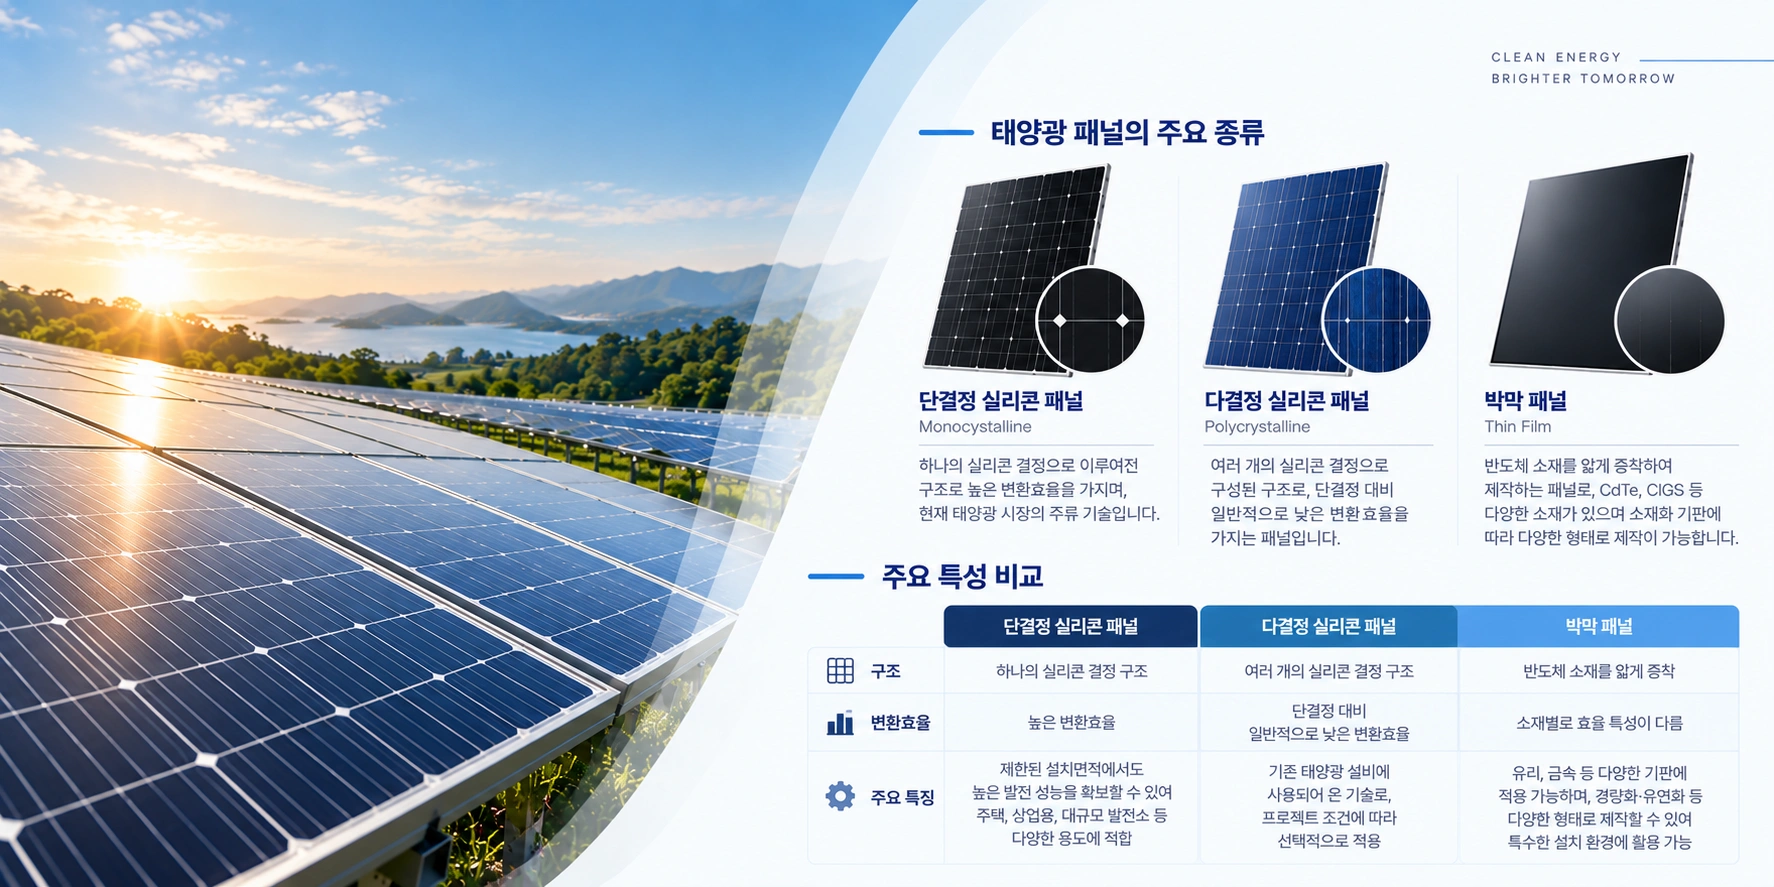 CLEAN ENERGY
BRIGHTER TOMORROW
태양광 패널의 주요 종류
단결정 실리콘 패널
Monocystalline
하나의 실리콘 결정으로 이루여전
구조로 높은 변환효율을 가지며,
현재 태양광 시장의 주류 기술입니다.
다결정 실리콘 패널
Polycrystalline
여러 개의 실리콘 결정으로
구성된 구조로, 단결정 대비
일반적으로 낮은 변환효율을
가지는 패널입니다.
박막 패널
Thin Film
반도체 소재를 얇게 증착하여
제작하는 패널로, CdTe, CIGS 등
다양한 소재가 있으며 소재화 기판에
따라 다양한 형태로 제작이 가능합니다.
주요 특성 비교
단결정 실리콘 패널
다결정 실리콘 패널
박막 패널
구조
하나의 실리콘 결정 구조
여러 개의 실리콘 결정 구조
반도체 소재를 얇게 증착
변환효율
높은 변환효율
단결정 대비
일반적으로 낮은 변환효율
소재별로 효율 특성이 다름
주요 특징
제한된 설치면적에서도
높은 발전 성능을 확보할 수 있여
주택, 상업용, 대규모 발전소 등
다양한 용도에 적합
기존 태양광 설비에
사용되어 온 기술로,
프로젝트 조건에 따라
선택적으로 적용
유리, 금속 등 다양한 기판에
적용 가능하며, 경량화·유연화 등
다양한 형태로 제작할 수 있여
특수한 설치 환경에 활용 가능